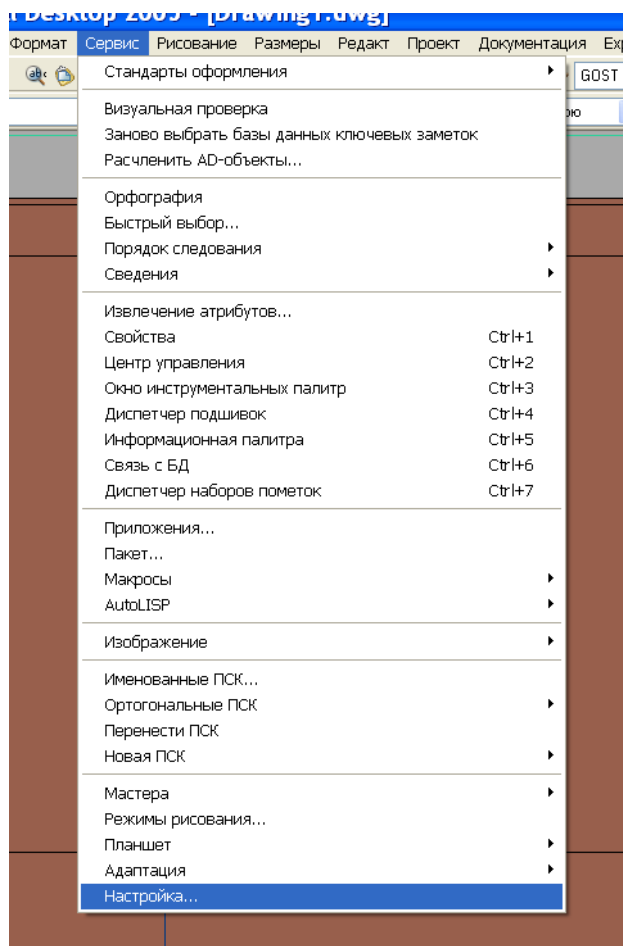 Desktop 2005 - [Drawing1.dwg]
Формат Сервис Рисование Размеры Редакт Проект Документация Exp
GOST
Стандарты оформления
ою
Визуальная проверка
Заново выбрать базы данных ключевых заметок
Расчленить AD-объекты...
Орфография
Быстрый выбор...
Порядок следования
Сведения
Извлечение атрибутов...
Свойства Ctrl+1
Центр управления Ctrl+2
Окно инструментальных палитр Ctrl+3
Диспетчер подшивок Ctrl+4
Информационная палитра Ctrl+5
Связь с БД Ctrl+6
Диспетчер наборов пометок Ctrl+7
Приложения...
Пакет...
Макросы
AutoLISP
Изображение
Именованные ПСК...
Ортогональные ПСК
Перенести ПСК
Новая ПСК
Мастера
Режимы рисования...
Планшет
Адаптация
Настройка...